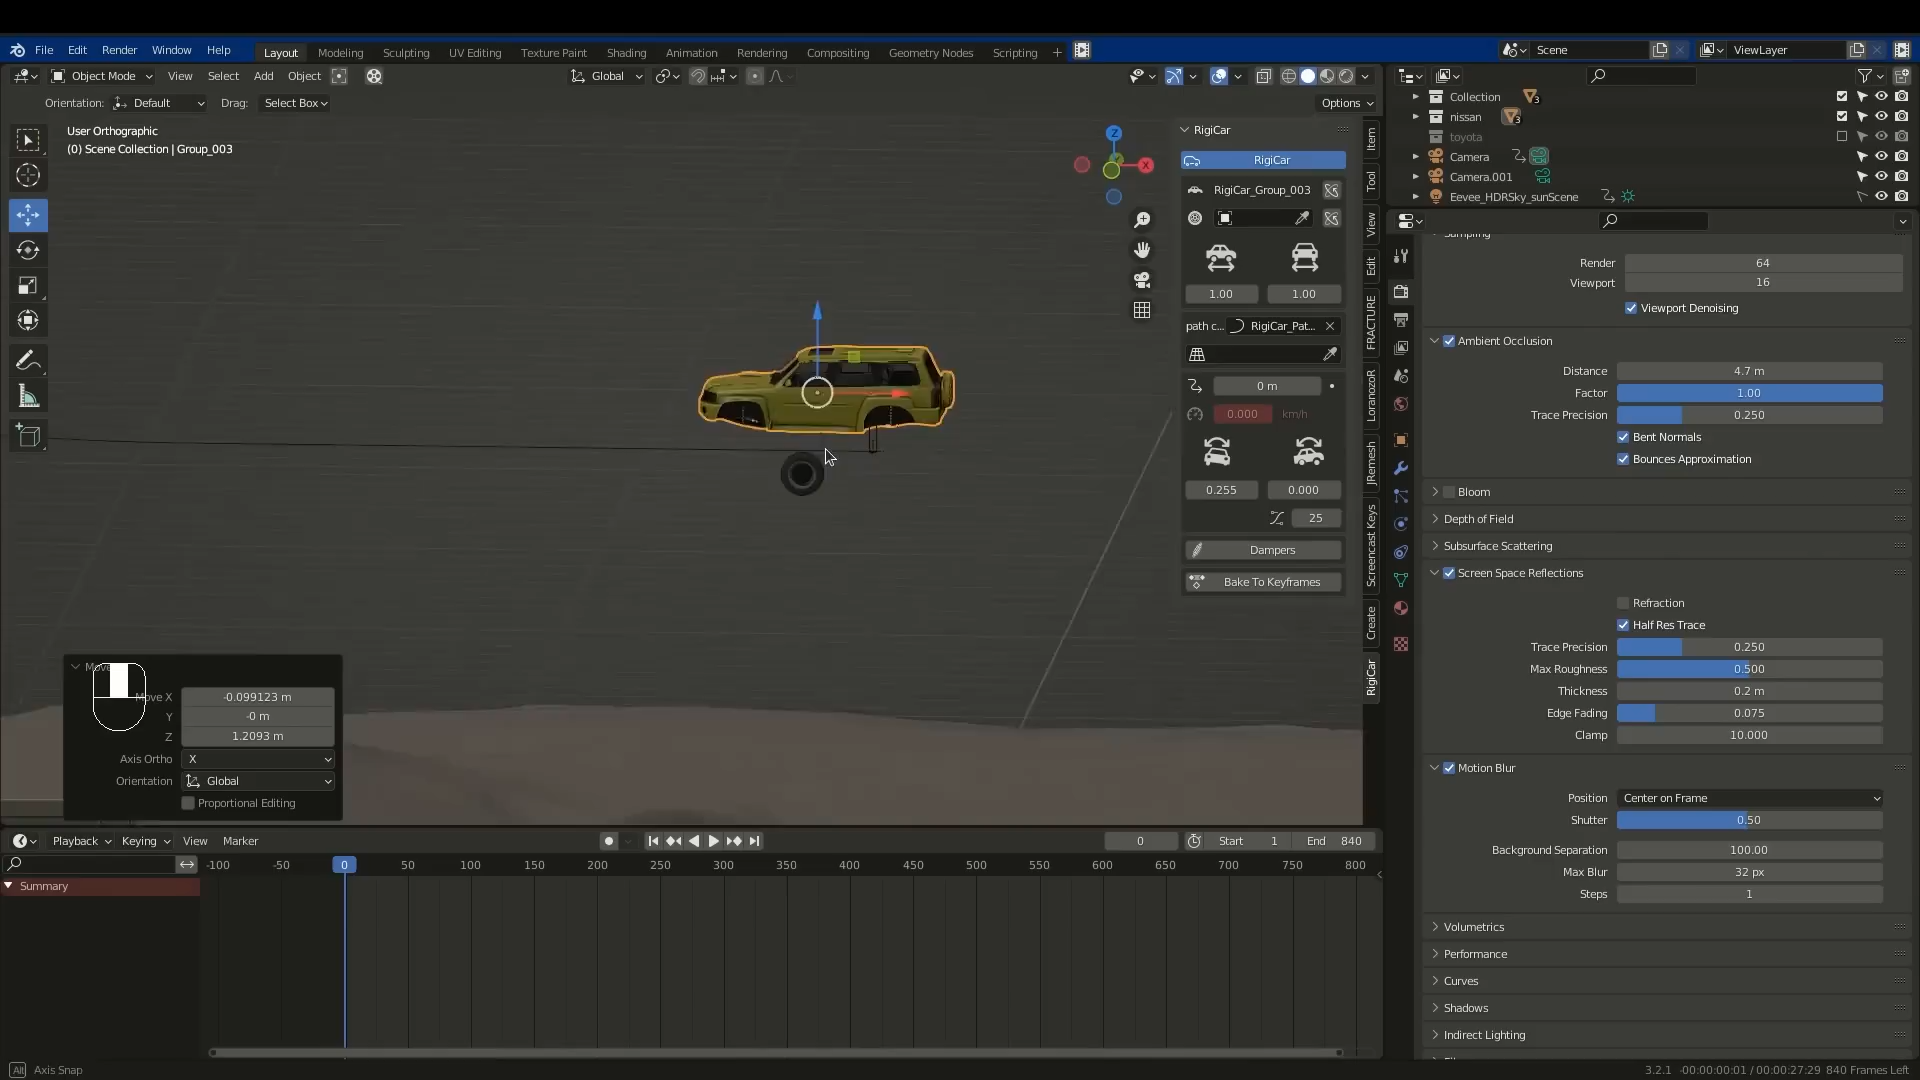 File Edit Render Window Help Layout Modeling Sculpting UV Editing Texture Paint Shading Animation Rendering Compositing Geometry Nodes Scripting + Scene ViewLayer
Object Mode View Select Add Object Global
Orientation: Default Drag: Select Box Options
User Orthographic
(0) Scene Collection | Group_003
Z
X
RigiCar
RigiCar
RigiCar_Group_003
1.00 1.00
path c... RigiCar_Pat...
0 m
0.000 km/h
0.255 0.000
25
Dampers
Bake To Keyframes
Item
Tool
View
Edit
FRACTURE
LoranozoR
JRemesh
Screencast Keys
Create
RigiCar
Collection 3
nissan 3
toyota
Camera
Camera.001
Eevee_HDRSky_sunScene
Sampling
Render 64
Viewport 16
Viewport Denoising
Ambient Occlusion
Distance 4.7 m
Factor 1.00
Trace Precision 0.250
Bent Normals
Bounces Approximation
Bloom
Depth of Field
Subsurface Scattering
Screen Space Reflections
Refraction
Half Res Trace
Trace Precision 0.250
Max Roughness 0.500
Thickness 0.2 m
Edge Fading 0.075
Clamp 10.000
Motion Blur
Position Center on Frame
Shutter 0.50
Background Separation 100.00
Max Blur 32 px
Steps 1
Volumetrics
Performance
Curves
Shadows
Indirect Lighting
Move X -0.099123 m
Y -0 m
Z 1.2093 m
Axis Ortho X
Orientation Global
Proportional Editing
Playback Keying View Marker 0 Start 1 End 840
-100 -50 0 50 100 150 200 250 300 350 400 450 500 550 600 650 700 750 800
Summary
Alt Axis Snap
3.2.1 -00:00:00:01 / 00:00:27:29 840 Frames Left